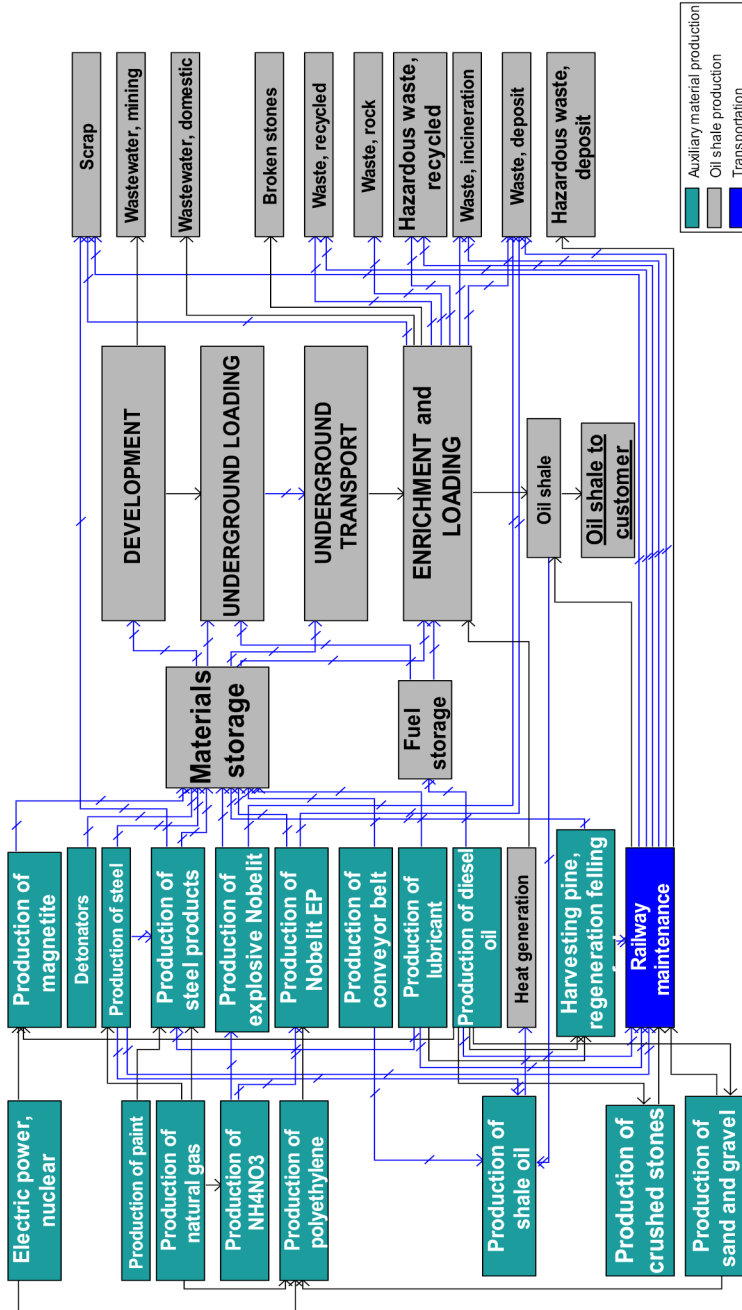 Electric power,
nuclear
Production of paint
Production of
natural gas
Production of
NH4NO3
Production of
polyethylene
Production of
shale oil
Production of
crushed stones
Production of
sand and gravel
Production of
magnetite
Detonators
Production of steel
Production of
steel products
Production of
explosive Nobelit
Production of
Nobelit EP
Production of
conveyor belt
Production of
lubricant
Production of diesel
oil
Heat generation
Harvesting pine,
regeneration felling
Railway
maintenance
Materials
storage
Fuel
storage
DEVELOPMENT
UNDERGROUND LOADING
UNDERGROUND
TRANSPORT
ENRICHMENT and
LOADING
Oil shale
Oil shale to
customer
Scrap
Wastewater, mining
Wastewater, domestic
Broken stones
Waste, recycled
Waste, rock
Hazardous waste,
recycled
Waste, incineration
Waste, deposit
Hazardous waste,
deposit
Auxiliary material production
Oil shale production
Transportation